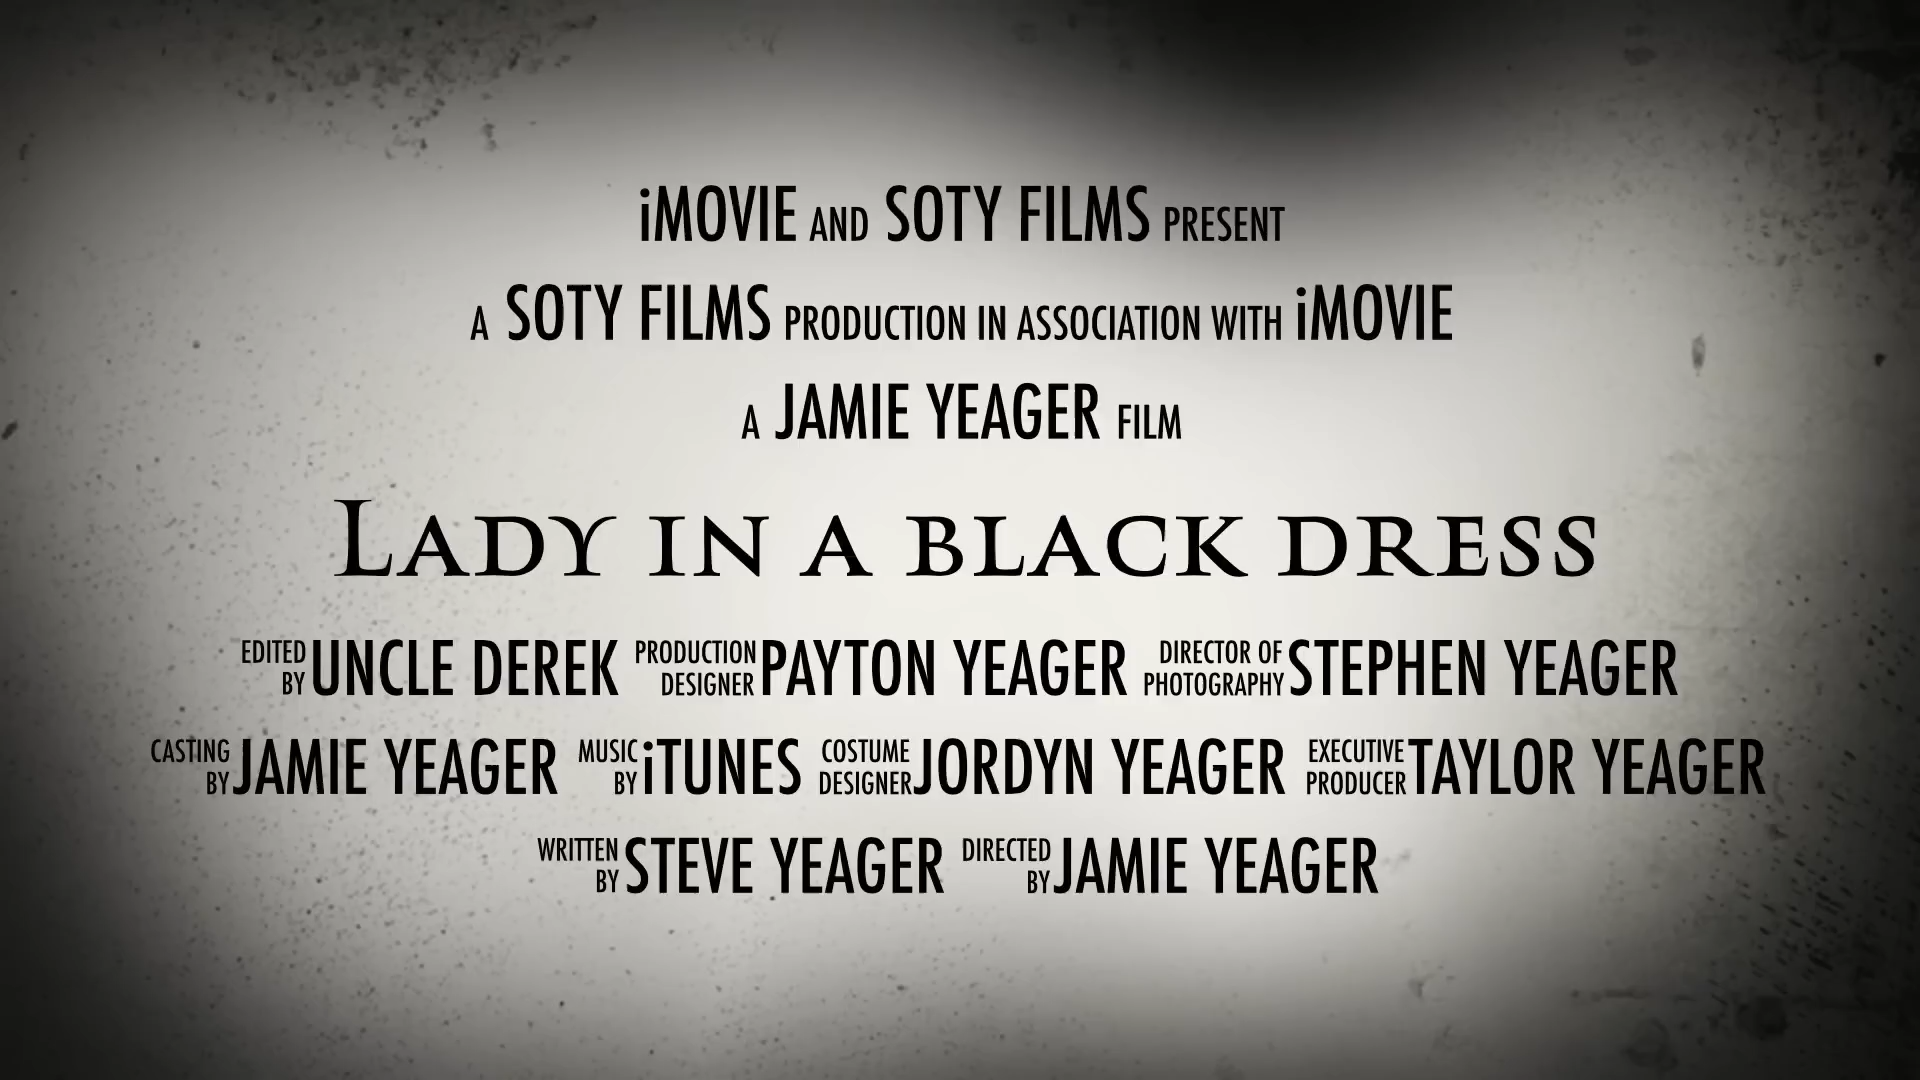 iMOVIE AND SOTY FILMS PRESENT
A SOTY FILMS PRODUCTION IN ASSOCIATION WITH iMOVIE
A JAMIE YEAGER FILM
LADY IN A BLACK DRESS
EDITED BY UNCLE DEREK PRODUCTION DESIGNER PAYTON YEAGER DIRECTOR OF PHOTOGRAPHY STEPHEN YEAGER
CASTING BY JAMIE YEAGER MUSIC BY iTUNES COSTUME DESIGNER JORDYN YEAGER EXECUTIVE PRODUCER TAYLOR YEAGER
WRITTEN BY STEVE YEAGER DIRECTED BY JAMIE YEAGER